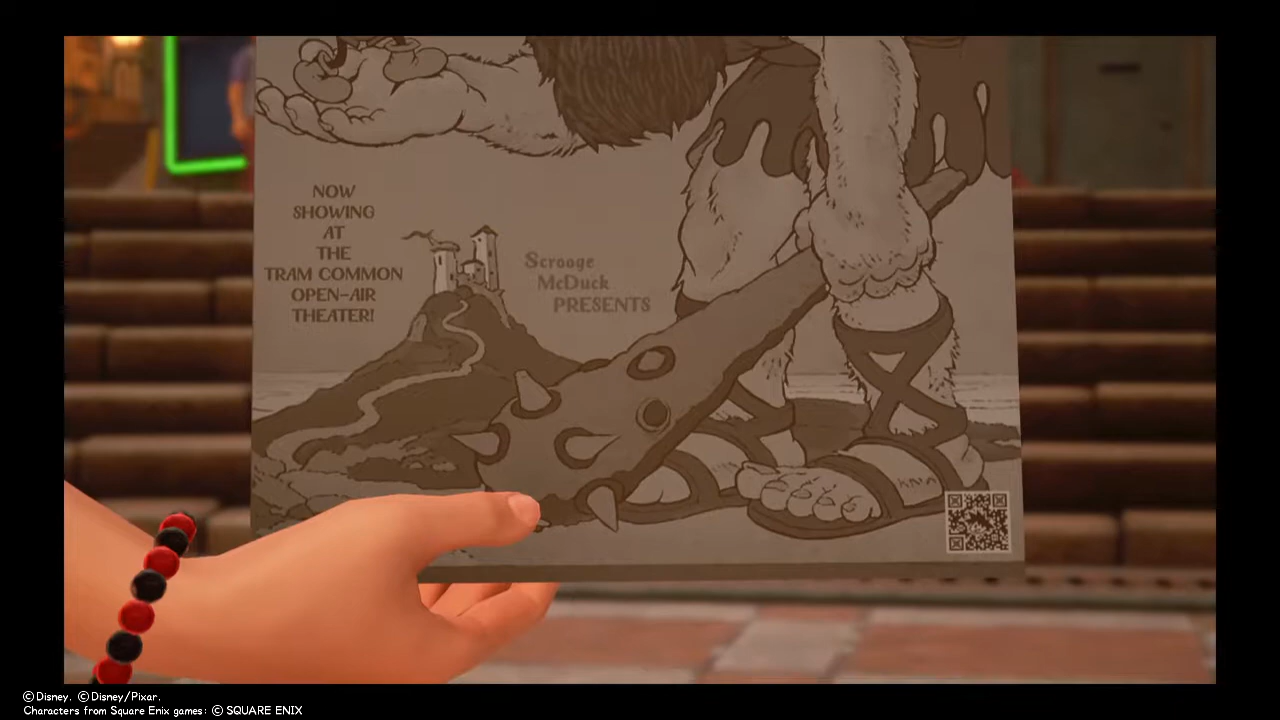 NOW
SHOWING
AT
THE
TRAM COMMON
OPEN-AIR
THEATER!
Scrooge
McDuck
PRESENTS
©Disney. ©Disney/Pixar.
Characters from Square Enix games: © SQUARE ENIX